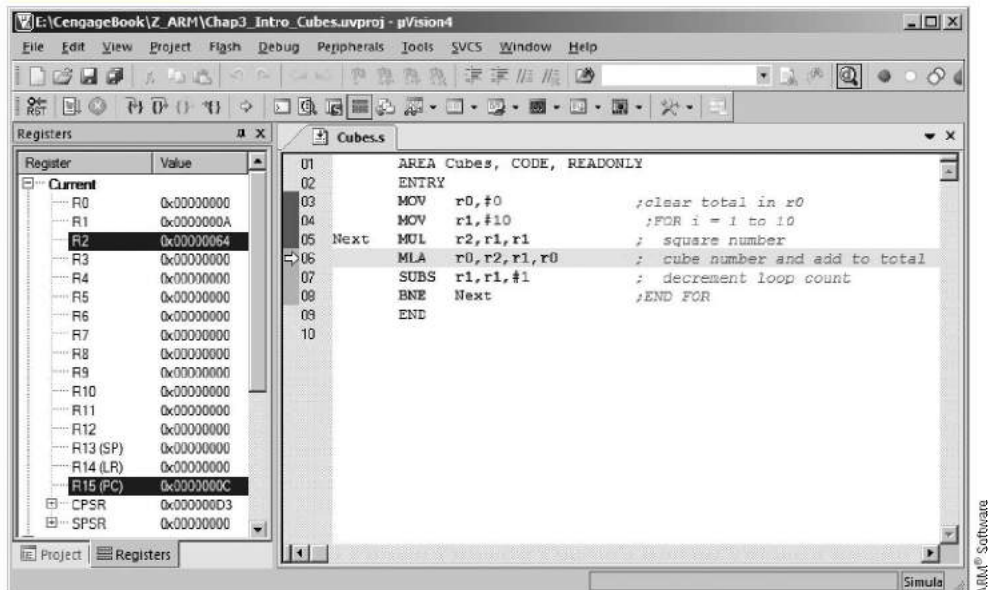 E:\CengageBook\Z_ARM\Chap3_Intro_Cubes.uvproj - µVision4
File Edit View Project Flash Debug Peripherals Tools SVCS Window Help
RST
Registers
Register Value
Current
R0 0x00000000
R1 0x0000000A
R2 0x00000064
R3 0x00000000
R4 0x00000000
R5 0x00000000
R6 0x00000000
R7 0x00000000
R8 0x00000000
R9 0x00000000
R10 0x00000000
R11 0x00000000
R12 0x00000000
R13 (SP) 0x00000000
R14 (LR) 0x00000000
R15 (PC) 0x0000000C
CPSR 0x000000D3
SPSR 0x00000000
Project Registers
Cubes.s
01 AREA Cubes, CODE, READONLY
02 ENTRY
03 MOV r0,#0 ;clear total in r0
04 MOV r1,#10 ;FOR i = 1 to 10
05 Next MUL r2,r1,r1 ; square number
06 MLA r0,r2,r1,r0 ; cube number and add to total
07 SUBS r1,r1,#1 ; decrement loop count
08 BNE Next ;END FOR
09 END
10
Simula
ARM® Software